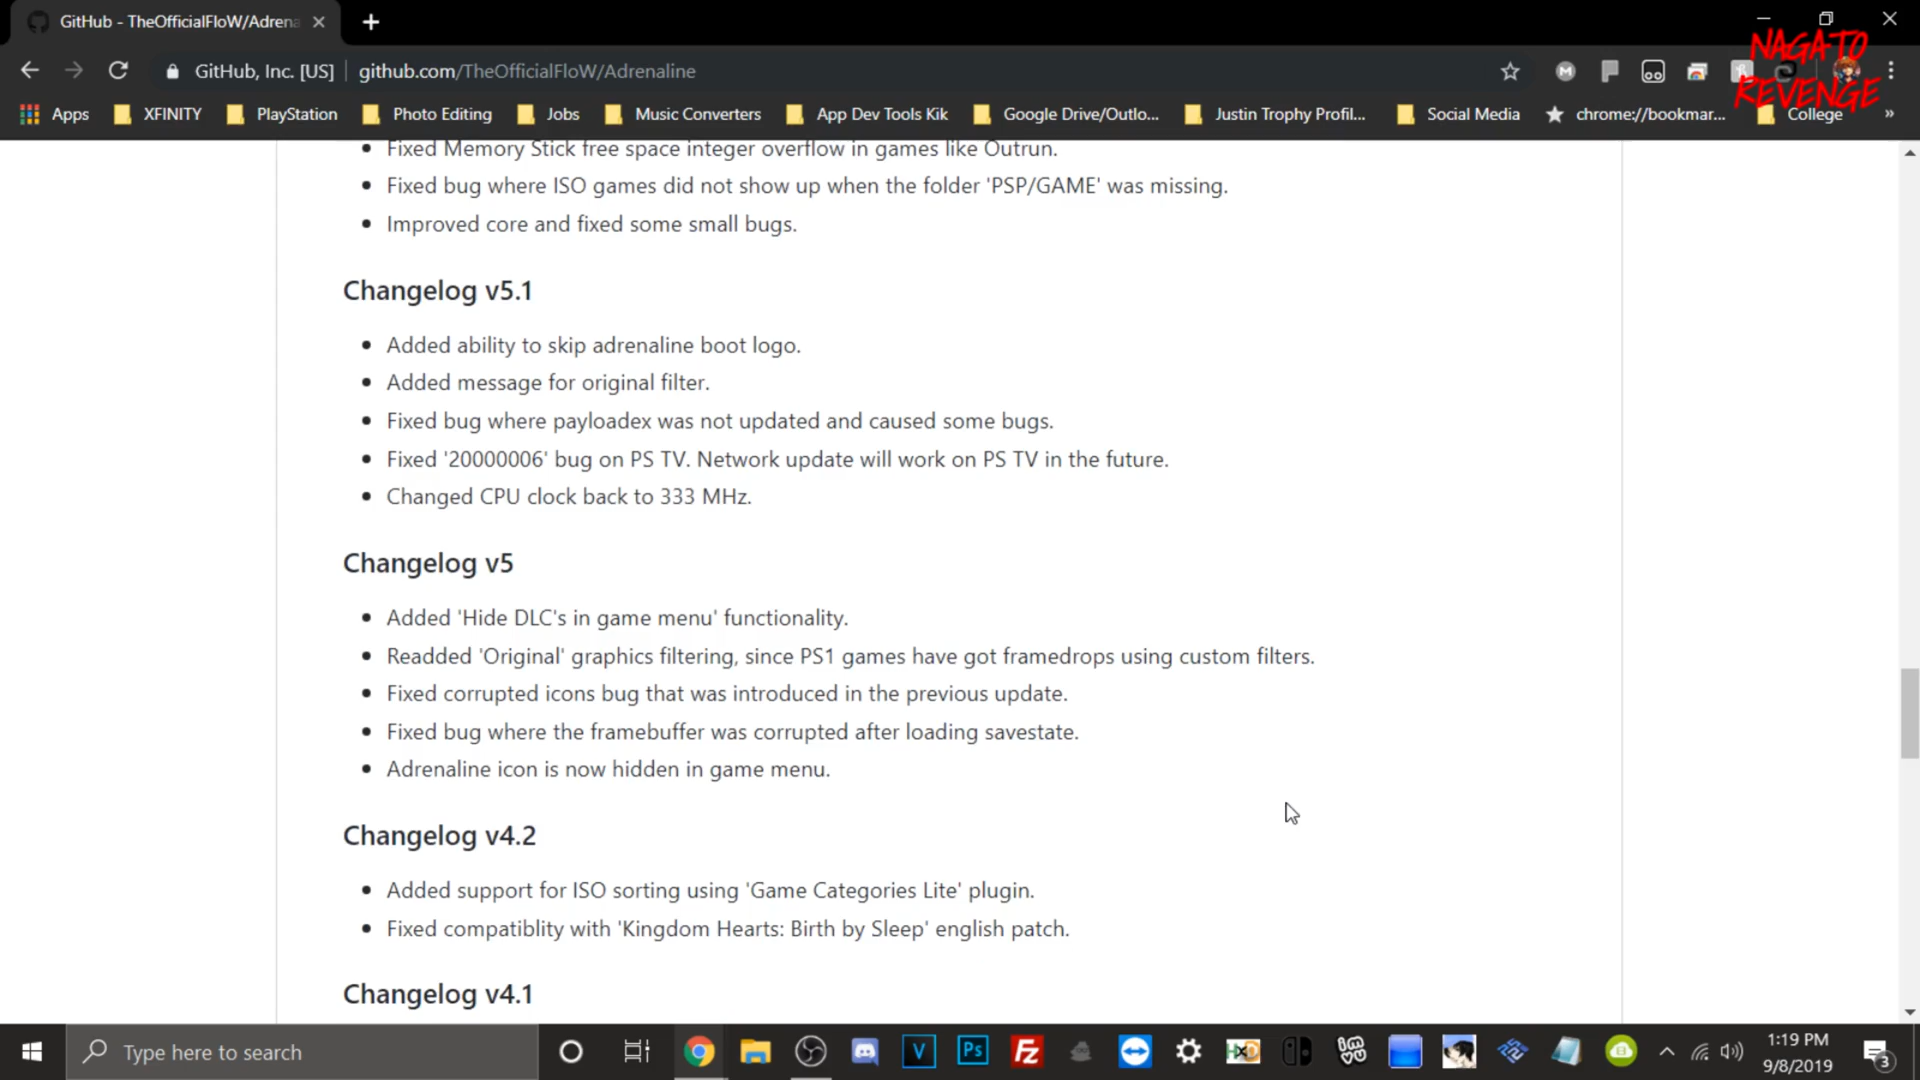 GitHub - TheOfficialFloW/Adrena
GitHub, Inc. [US] github.com/TheOfficialFloW/Adrenaline
NAGATO
REVENGE
Apps XFINITY PlayStation Photo Editing Jobs Music Converters App Dev Tools Kik Google Drive/Outlo... Justin Trophy Profil... Social Media chrome://bookmar... College »
Fixed Memory Stick free space integer overflow in games like Outrun.
Fixed bug where ISO games did not show up when the folder 'PSP/GAME' was missing.
Improved core and fixed some small bugs.
Changelog v5.1
Added ability to skip adrenaline boot logo.
Added message for original filter.
Fixed bug where payloadex was not updated and caused some bugs.
Fixed '20000006' bug on PS TV. Network update will work on PS TV in the future.
Changed CPU clock back to 333 MHz.
Changelog v5
Added 'Hide DLC's in game menu' functionality.
Readded 'Original' graphics filtering, since PS1 games have got framedrops using custom filters.
Fixed corrupted icons bug that was introduced in the previous update.
Fixed bug where the framebuffer was corrupted after loading savestate.
Adrenaline icon is now hidden in game menu.
Changelog v4.2
Added support for ISO sorting using 'Game Categories Lite' plugin.
Fixed compatiblity with 'Kingdom Hearts: Birth by Sleep' english patch.
Changelog v4.1
Type here to search
V Ps Fz HxD
1:19 PM
9/8/2019
3